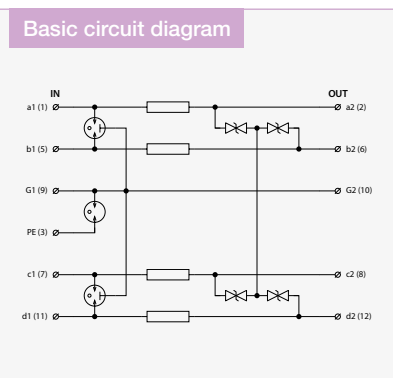 Basic circuit diagram
IN OUT
a1 (1) a2 (2)
b1 (5) b2 (6)
G1 (9) G2 (10)
PE (3)
c1 (7) c2 (8)
d1 (11) d2 (12)